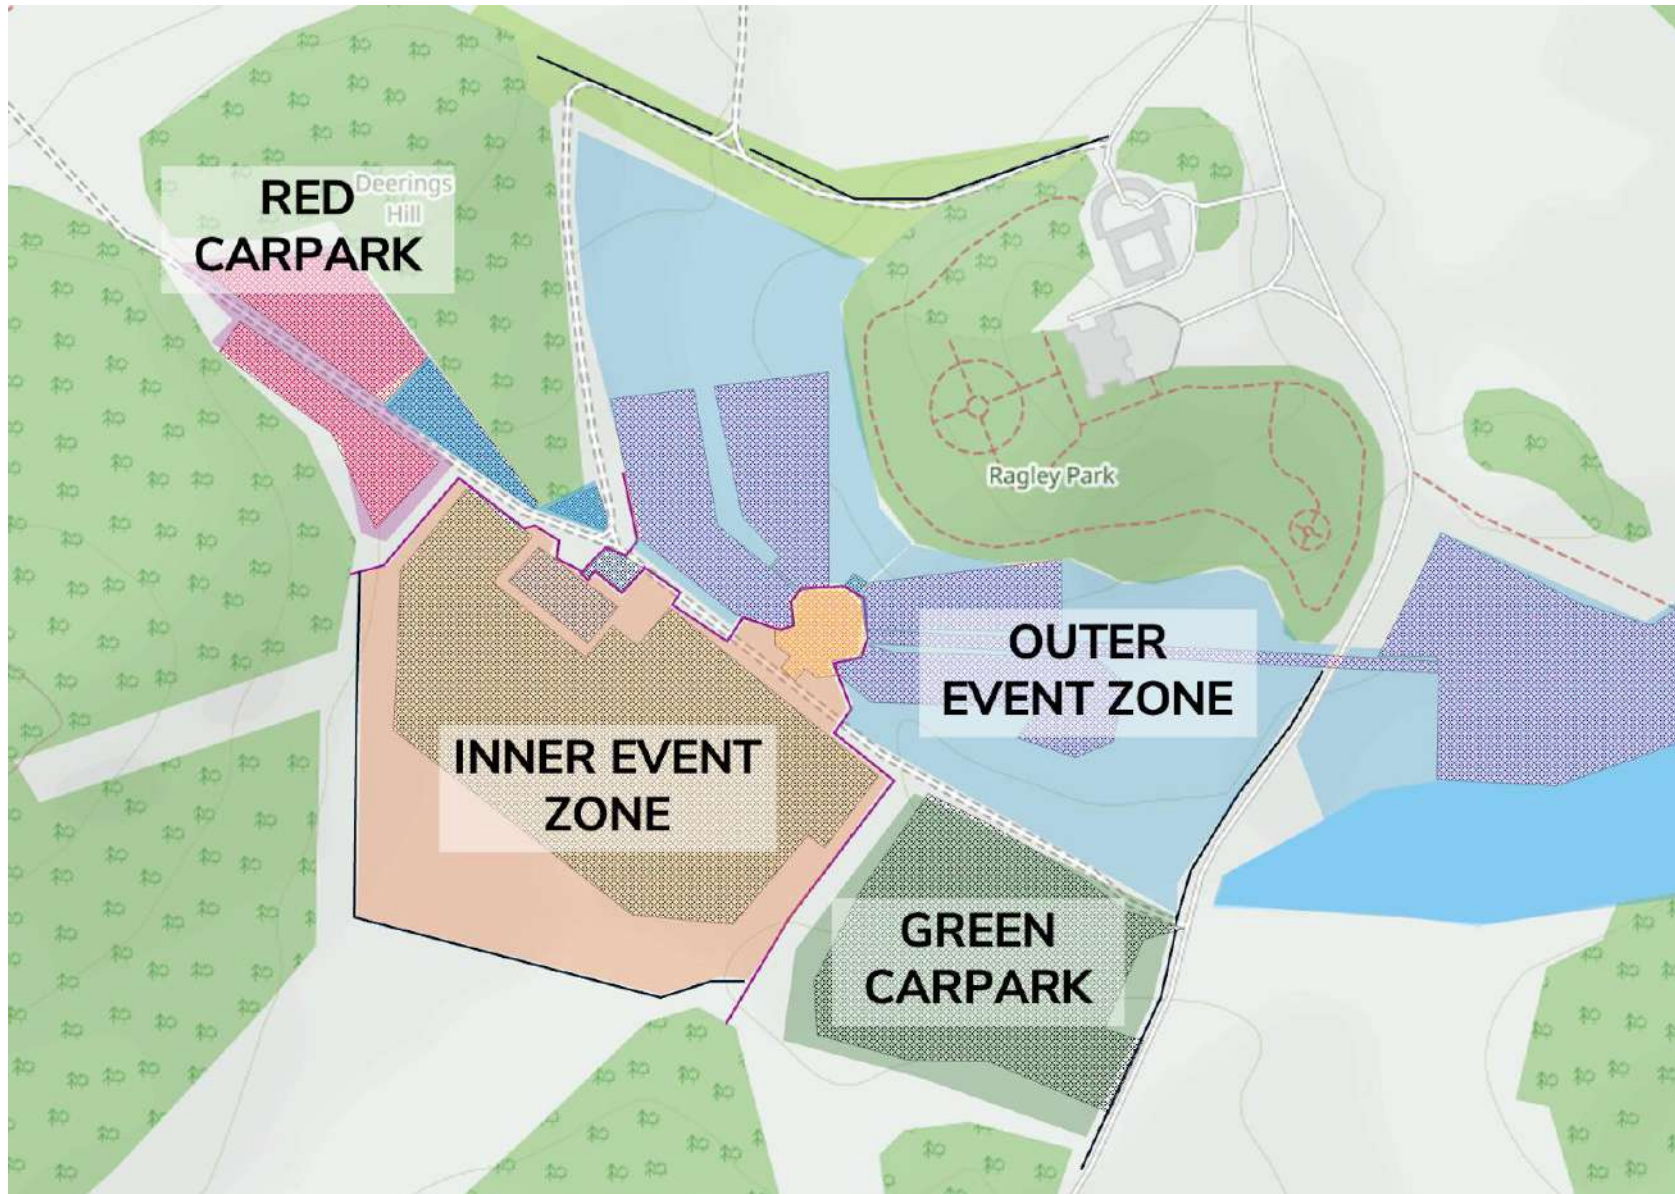 RED
CARPARK
Deerings
Hill
Ragley Park
OUTER
EVENT ZONE
INNER EVENT
ZONE
GREEN
CARPARK